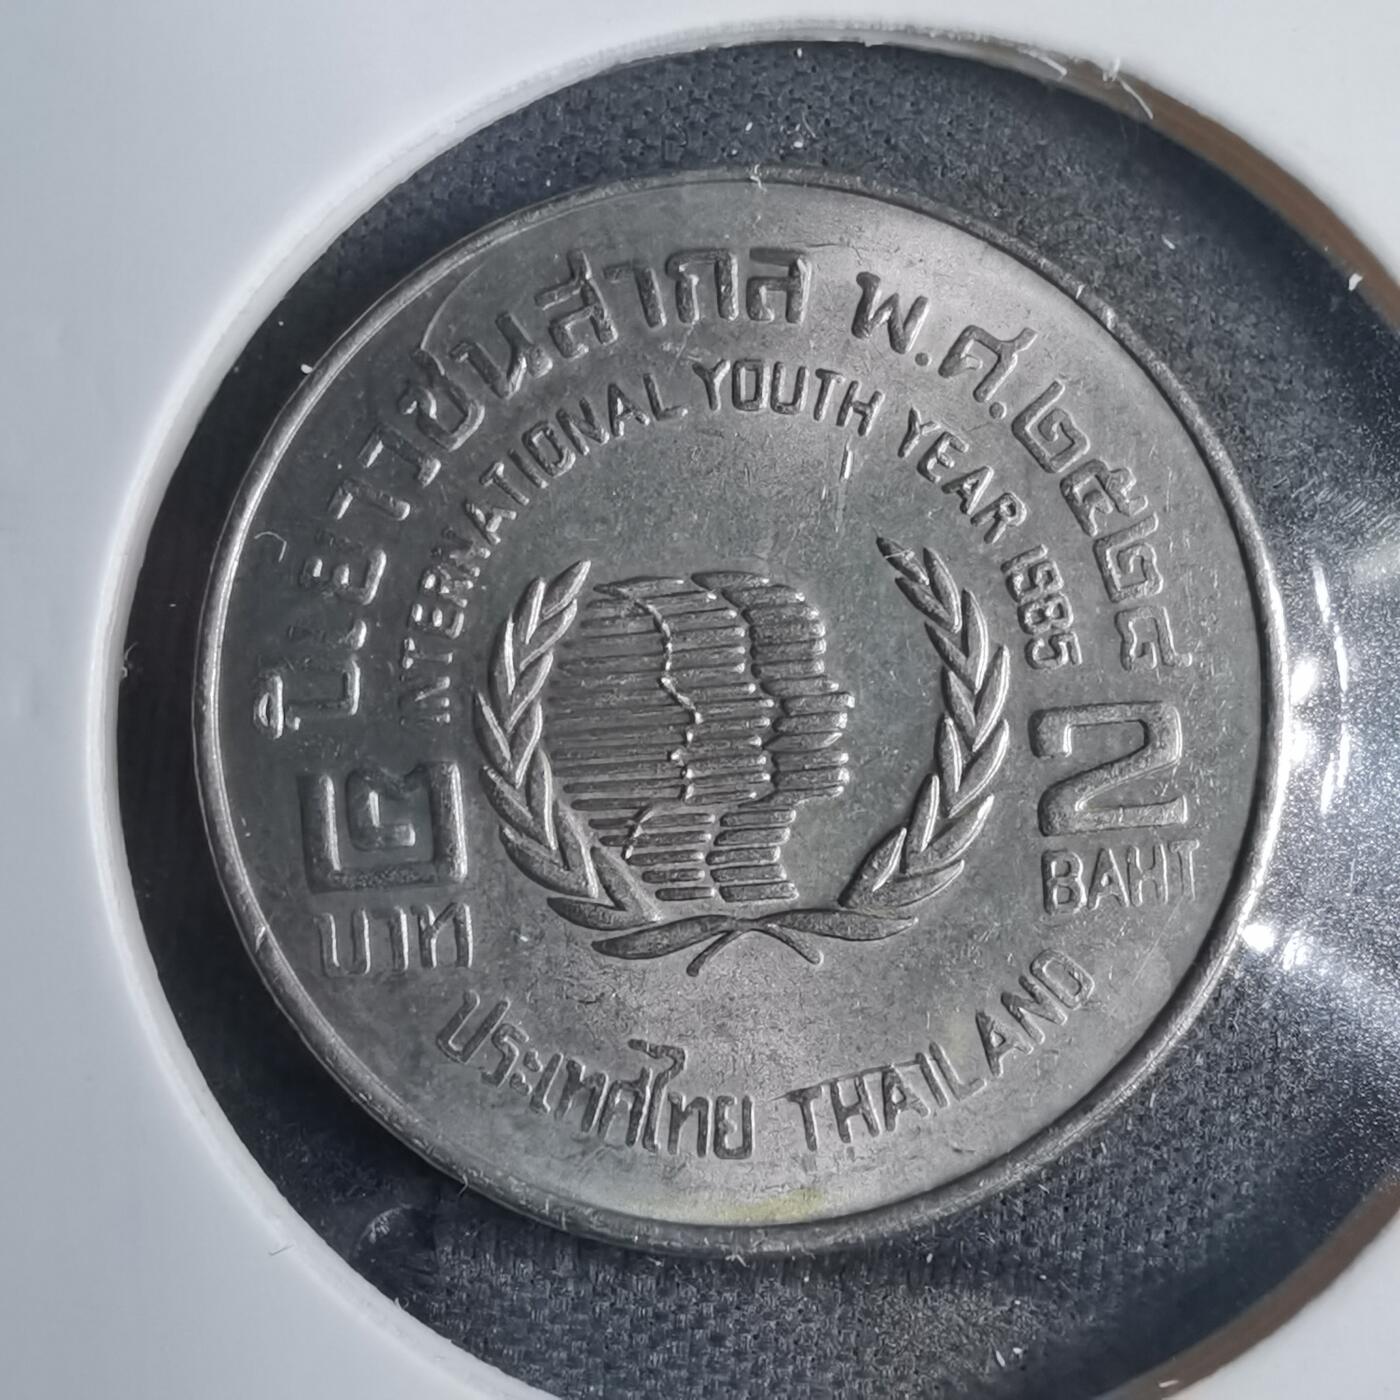 ปีเยาวชนสากล พ.ศ.๒๕๒๘
INTERNATIONAL YOUTH YEAR 1985
๒
บาท
2
BAHT
ประเทศไทย THAILAND